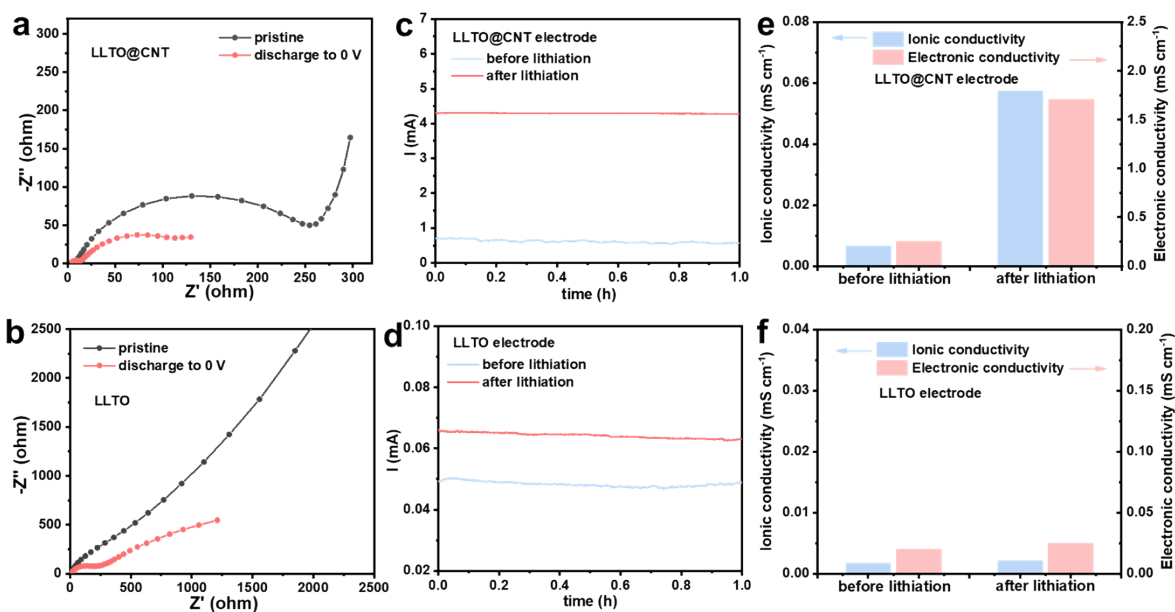 a
LLTO@CNT
pristine
discharge to 0 V
300
250
200
150
100
50
0
-Z'' (ohm)
0 50 100 150 200 250 300
Z' (ohm)
c
LLTO@CNT electrode
before lithiation
after lithiation
7
6
5
4
3
2
1
0
I (mA)
0.0 0.2 0.4 0.6 0.8 1.0
time (h)
e
Ionic conductivity
Electronic conductivity
LLTO@CNT electrode
0.08
0.06
0.04
0.02
0.00
Ionic conductivity (mS cm⁻¹)
2.5
2.0
1.5
1.0
0.5
0.0
Electronic conductivity (mS cm⁻¹)
before lithiation after lithiation
b
pristine
discharge to 0 V
LLTO
2500
2000
1500
1000
500
0
-Z'' (ohm)
0 500 1000 1500 2000 2500
Z' (ohm)
d
LLTO electrode
before lithiation
after lithiation
0.10
0.08
0.06
0.04
0.02
I (mA)
0.0 0.2 0.4 0.6 0.8 1.0
time (h)
f
Ionic conductivity
Electronic conductivity
LLTO electrode
0.04
0.03
0.02
0.01
0.00
Ionic conductivity (mS cm⁻¹)
0.20
0.15
0.10
0.05
0.00
Electronic conductivity (mS cm⁻¹)
before lithiation after lithiation